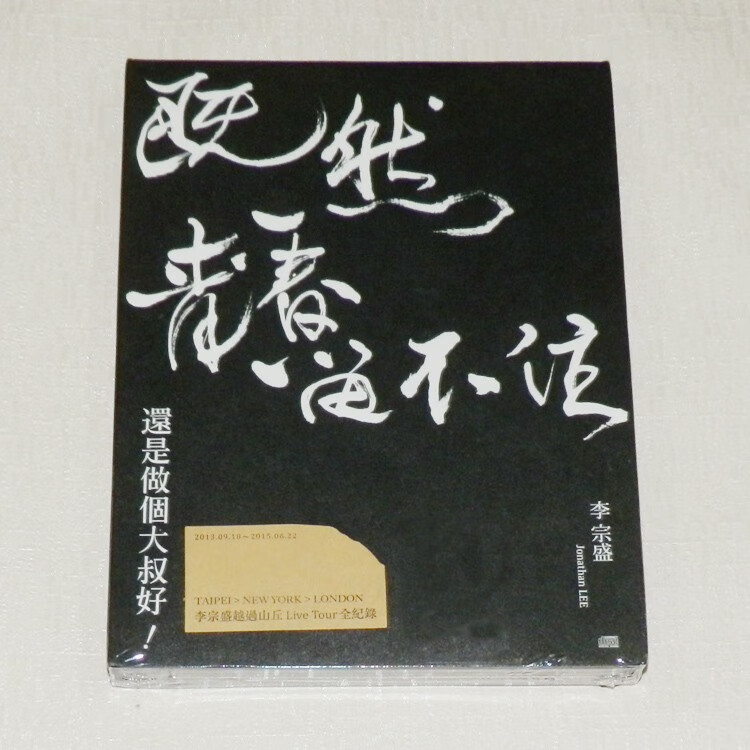 既然
青春
留不住
還是做個大叔好!
李宗盛
Jonathan LEE
2013.09.18~2015.06.22
TAIPEI > NEW YORK > LONDON
李宗盛越過山丘 Live Tour 全紀錄